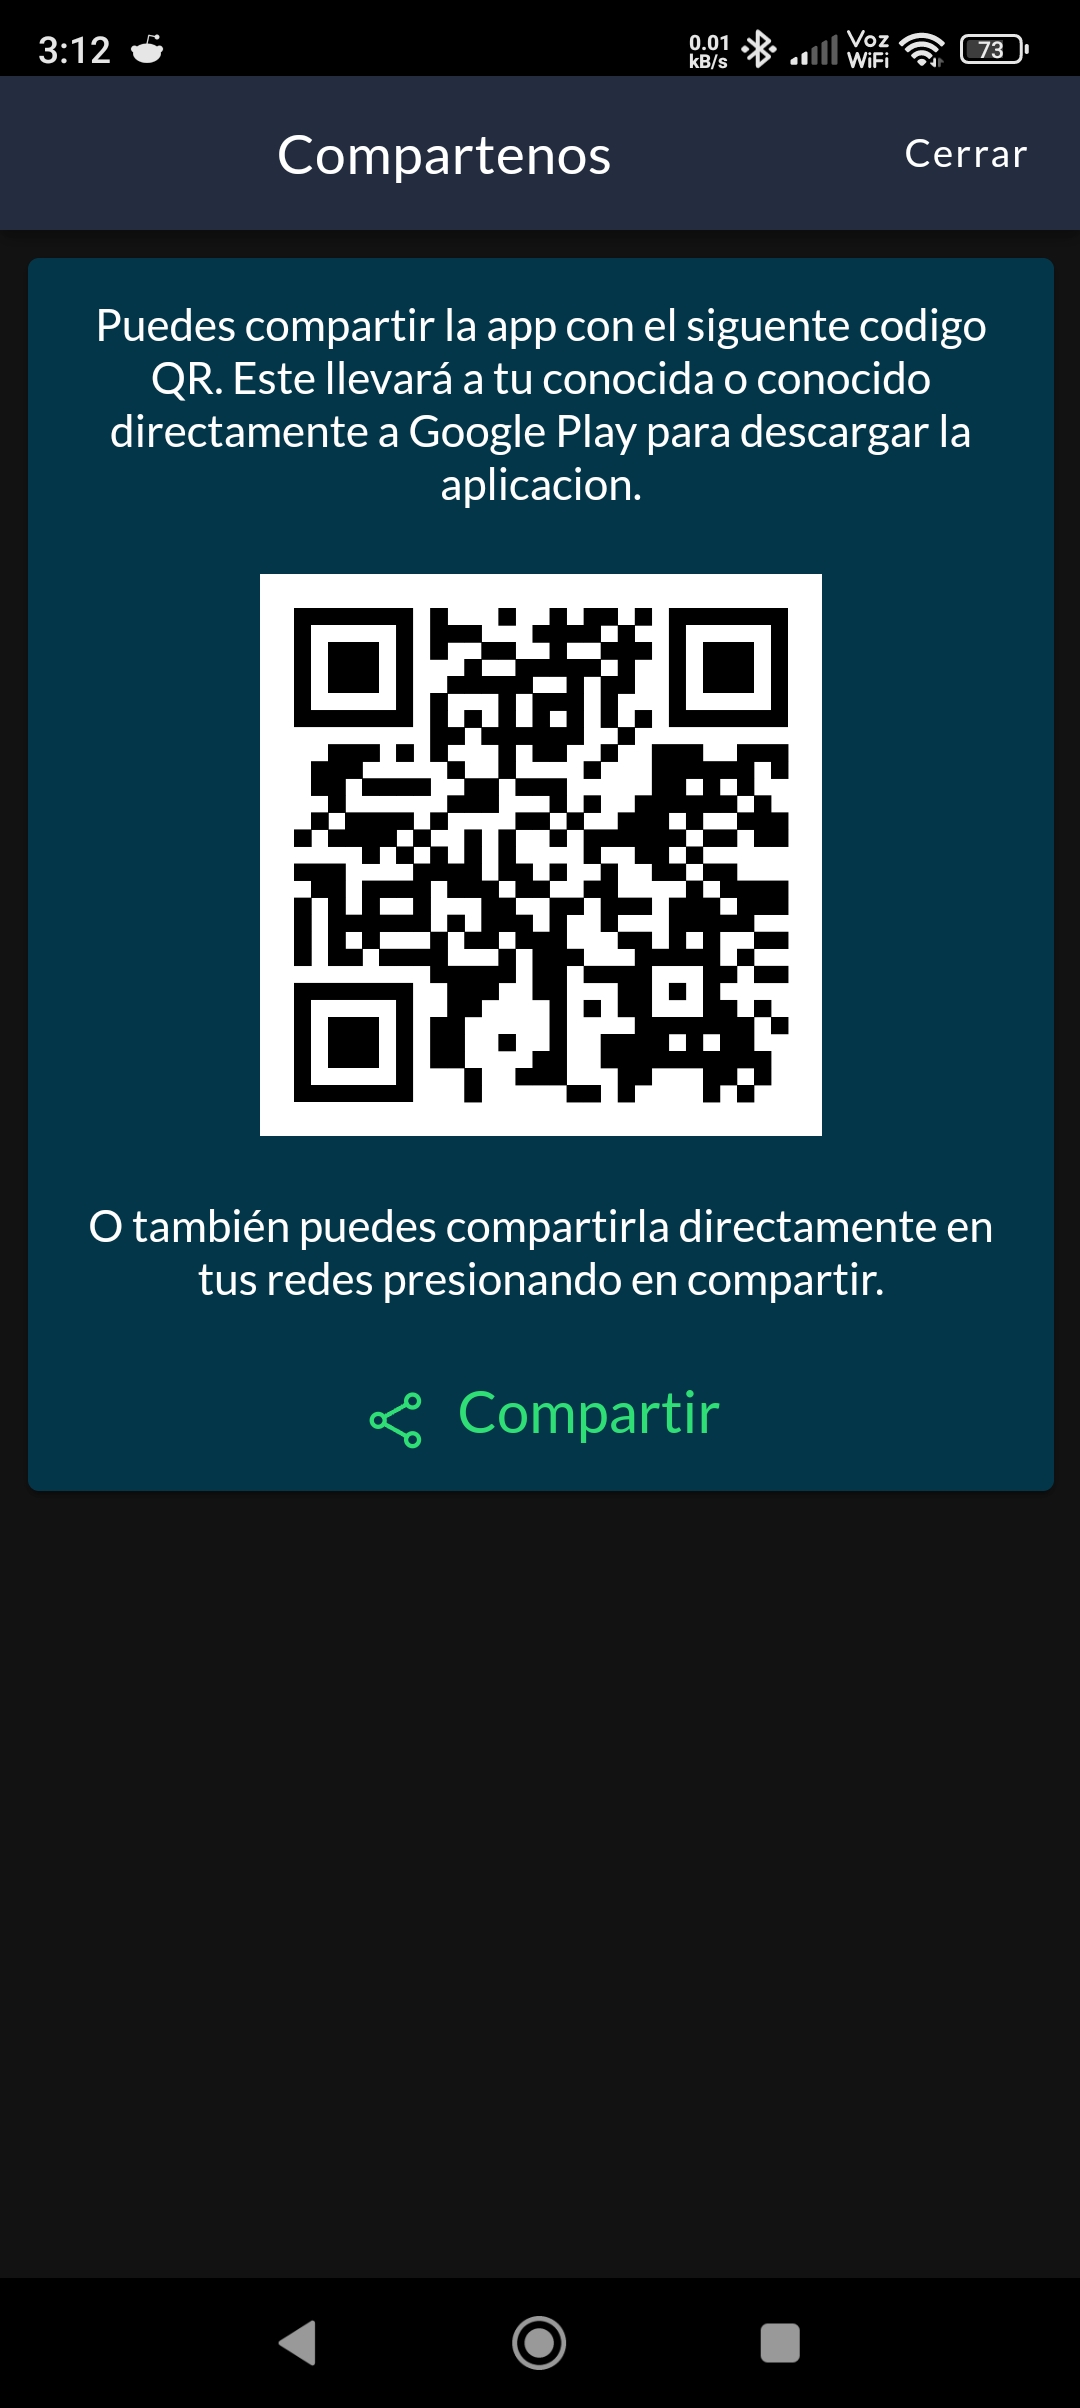 3:12
0.01
kB/s
Voz
WiFi
73
Compartenos
Cerrar
Puedes compartir la app con el siguente codigo
QR. Este llevará a tu conocida o conocido
directamente a Google Play para descargar la
aplicacion.
O también puedes compartirla directamente en
tus redes presionando en compartir.
Compartir